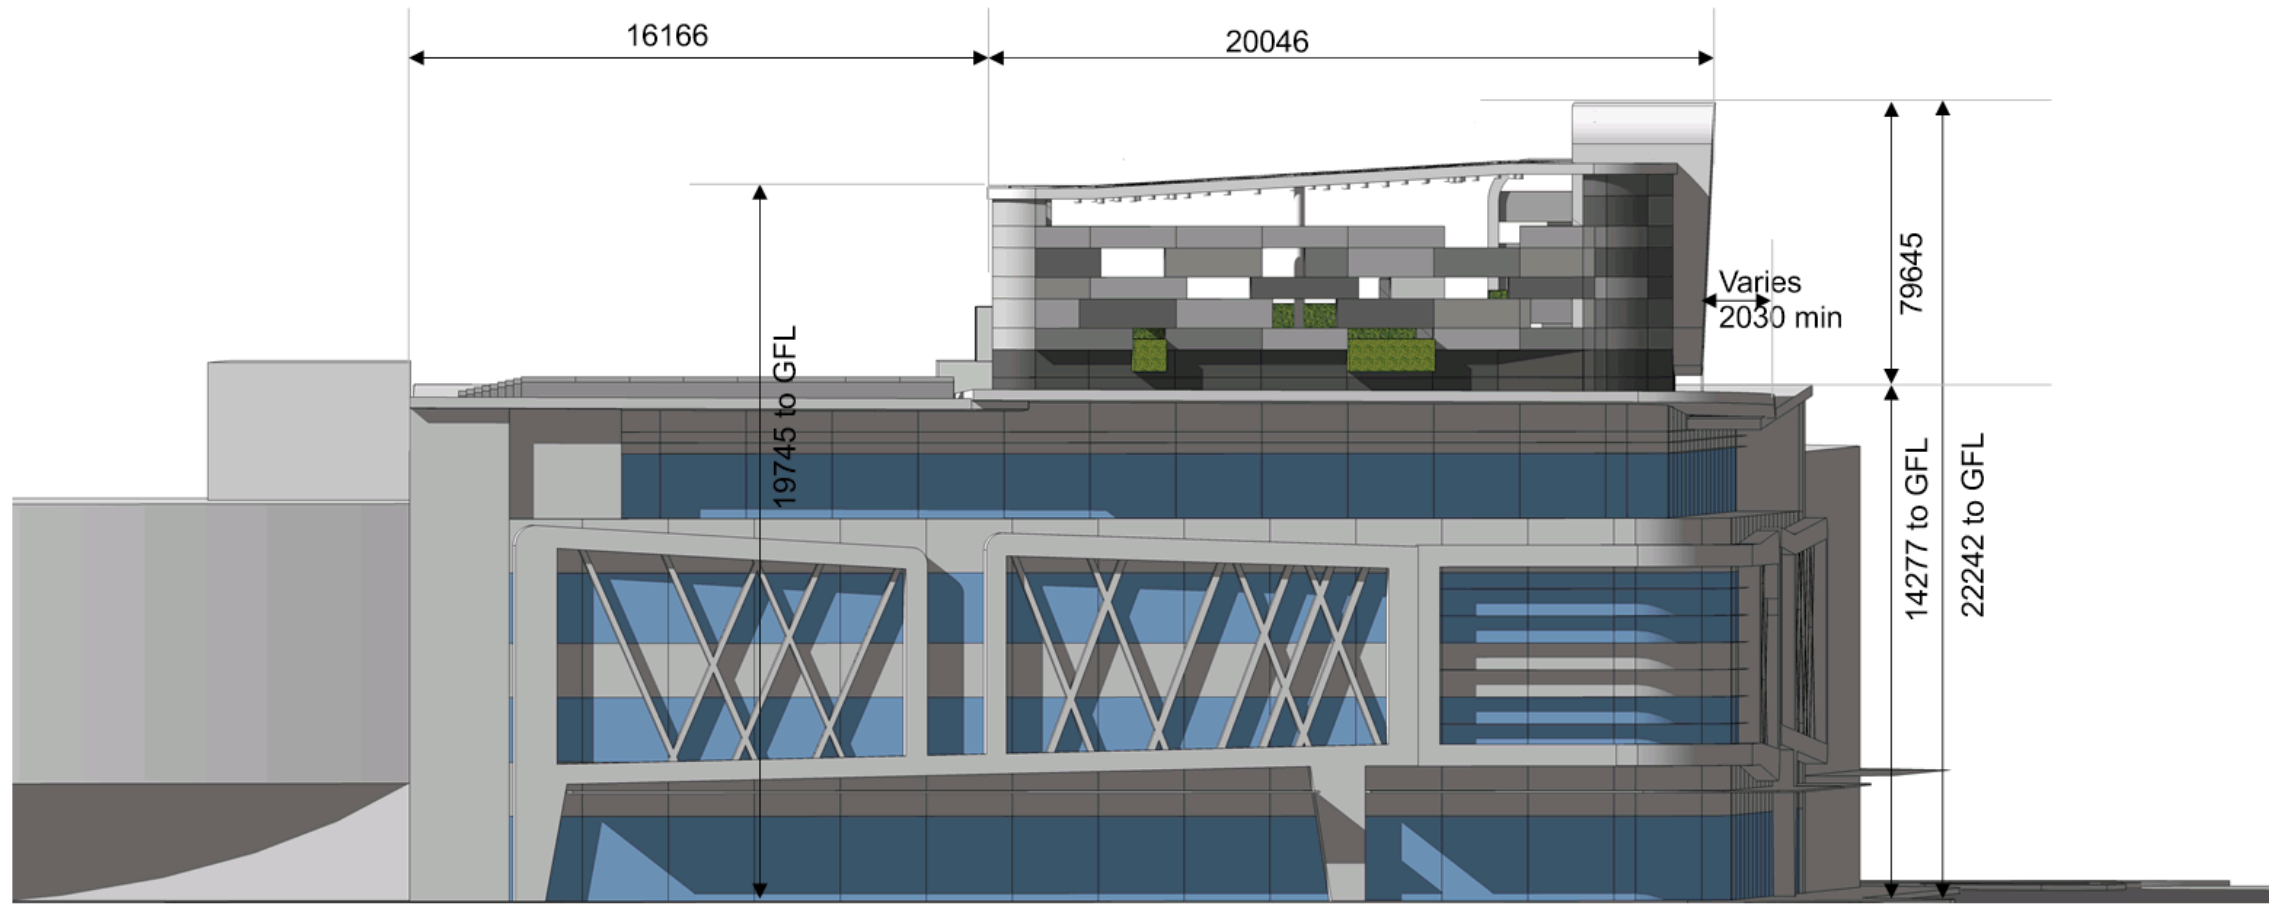 16166
20046
Varies
2030 min
79645
19745 to GFL
14277 to GFL
22242 to GFL